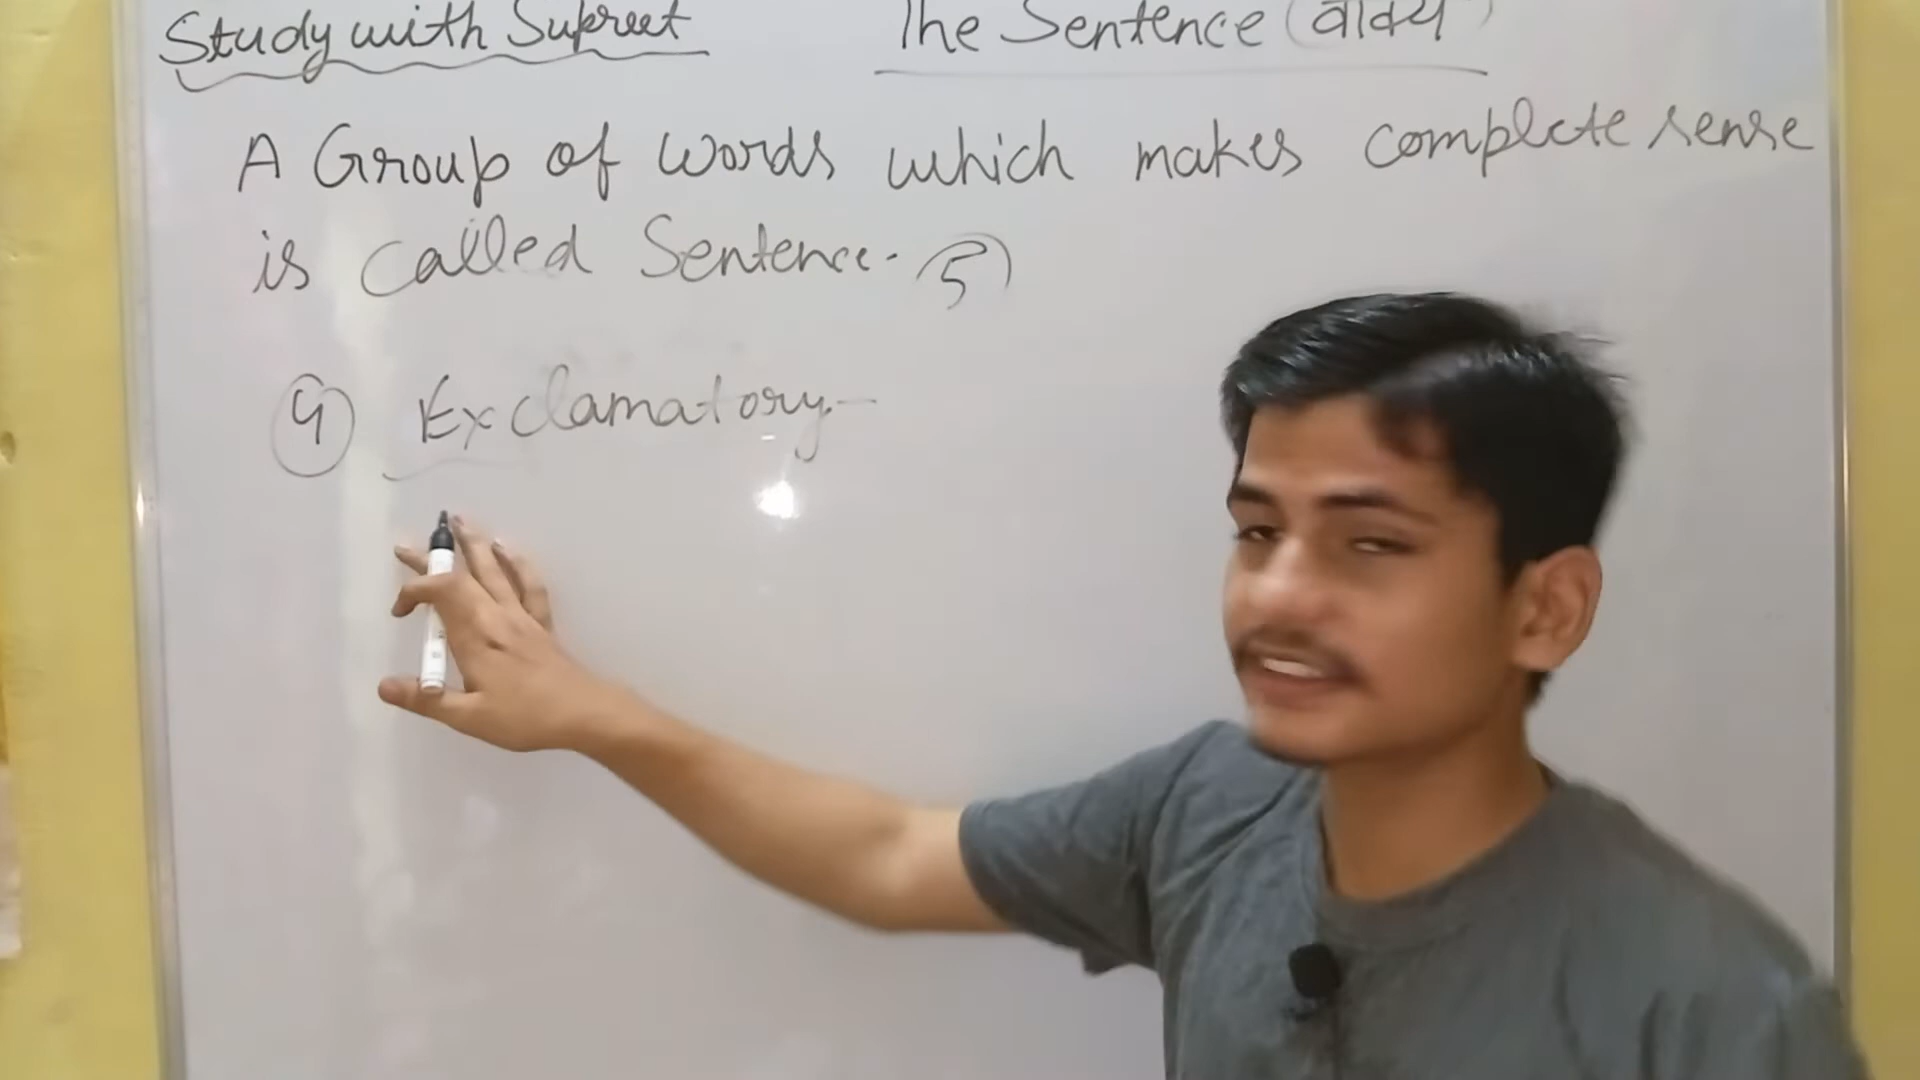 Study with Supreet
The Sentence (वाक्य)
A Group of Words which makes complete sense
is called Sentence. (5)
4 Exclamatory-